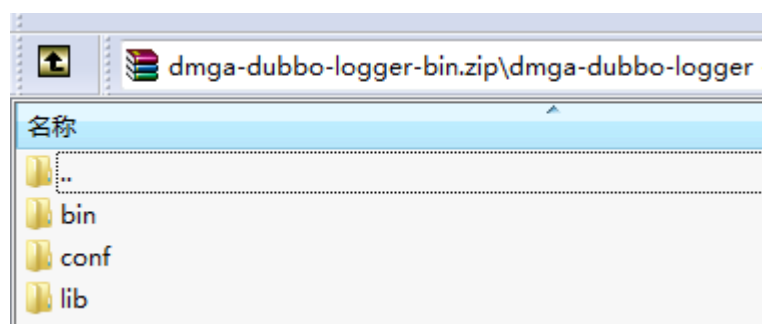 dmga-dubbo-logger-bin.zip\dmga-dubbo-logger
名称
..
bin
conf
lib